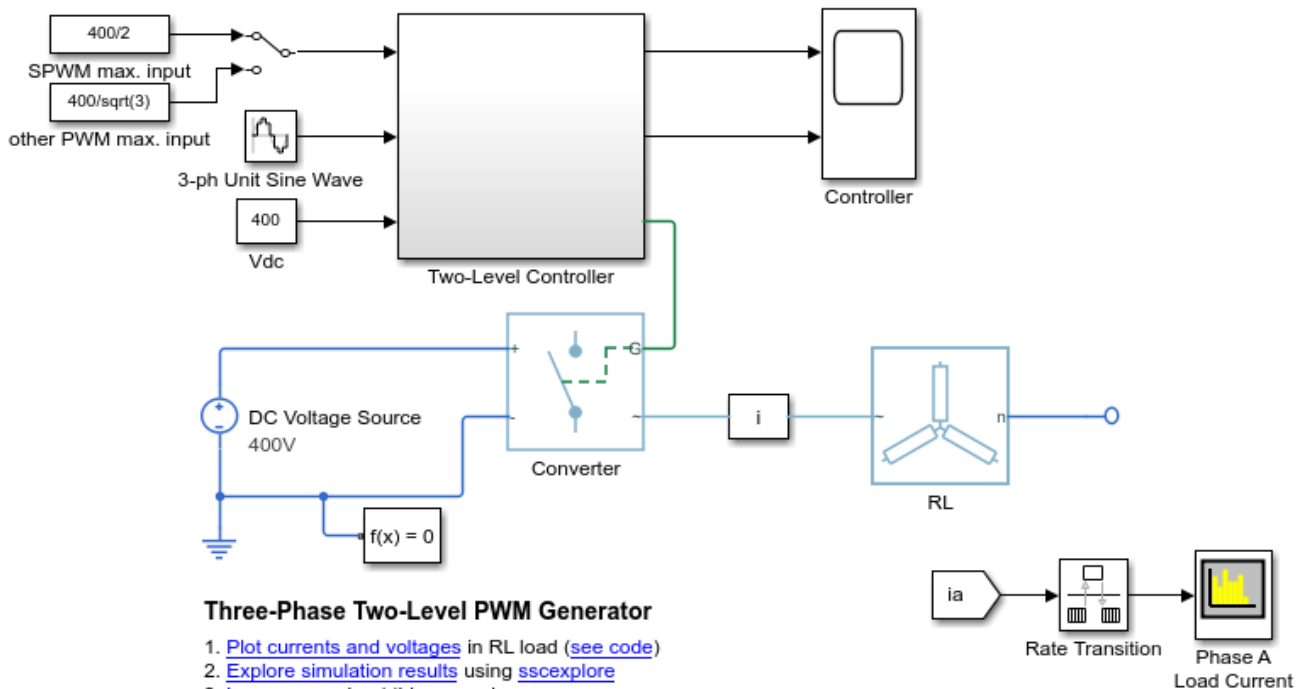 400/2
SPWM max. input
400/sqrt(3)
other PWM max. input
3-ph Unit Sine Wave
400
Vdc
Two-Level Controller
Controller
+
G
-
~
DC Voltage Source
400V
Converter
i
~
n
RL
f(x) = 0
ia
Rate Transition
Phase A
Load Current
Three-Phase Two-Level PWM Generator
1. Plot currents and voltages in RL load (see code)
2. Explore simulation results using sscexplore